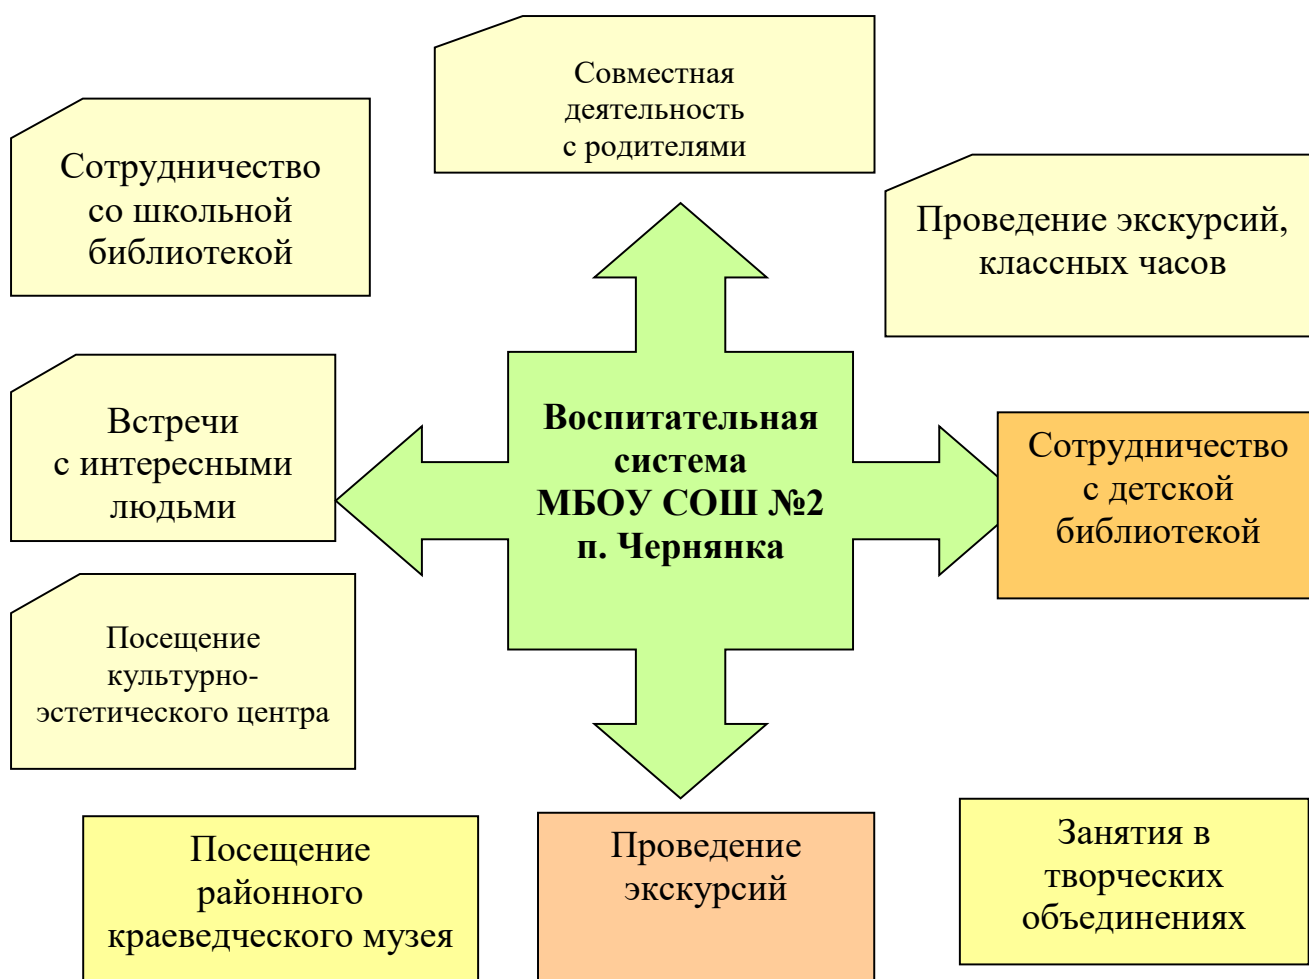 Совместная
деятельность
с родителями
Сотрудничество
со школьной
библиотекой
Проведение экскурсий,
классных часов
Встречи
с интересными
людьми
Воспитательная
система
МБОУ СОШ №2
п. Чернянка
Сотрудничество
с детской
библиотекой
Посещение
культурно-
эстетического центра
Посещение
районного
краеведческого музея
Проведение
экскурсий
Занятия в
творческих
объединениях